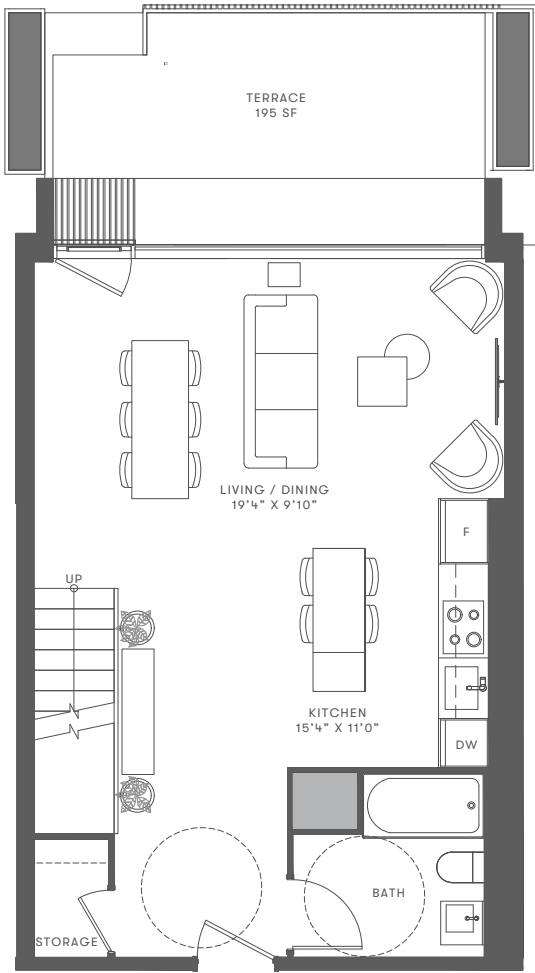 TERRACE
195 SF
LIVING / DINING
19'4" X 9'10"
F
UP
KITCHEN
15'4" X 11'0"
DW
BATH
STORAGE